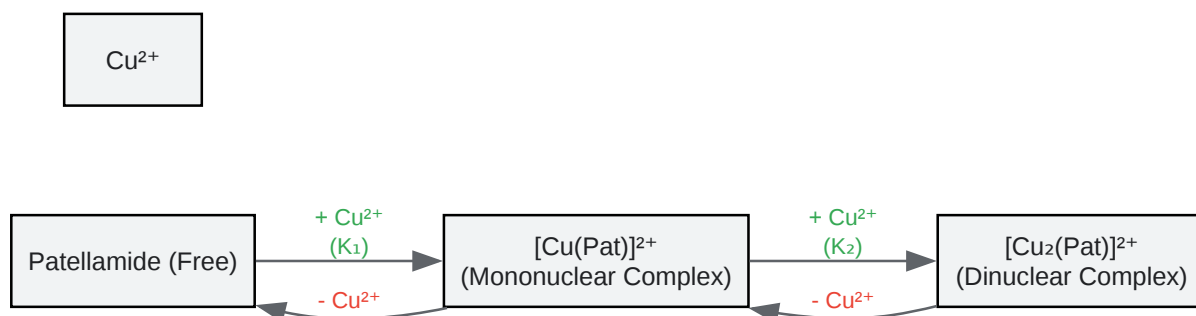 Cu²⁺
+ Cu²⁺
(K₁)
+ Cu²⁺
(K₂)
Patellamide (Free)
[Cu(Pat)]²⁺
(Mononuclear Complex)
[Cu₂(Pat)]²⁺
(Dinuclear Complex)
- Cu²⁺
- Cu²⁺